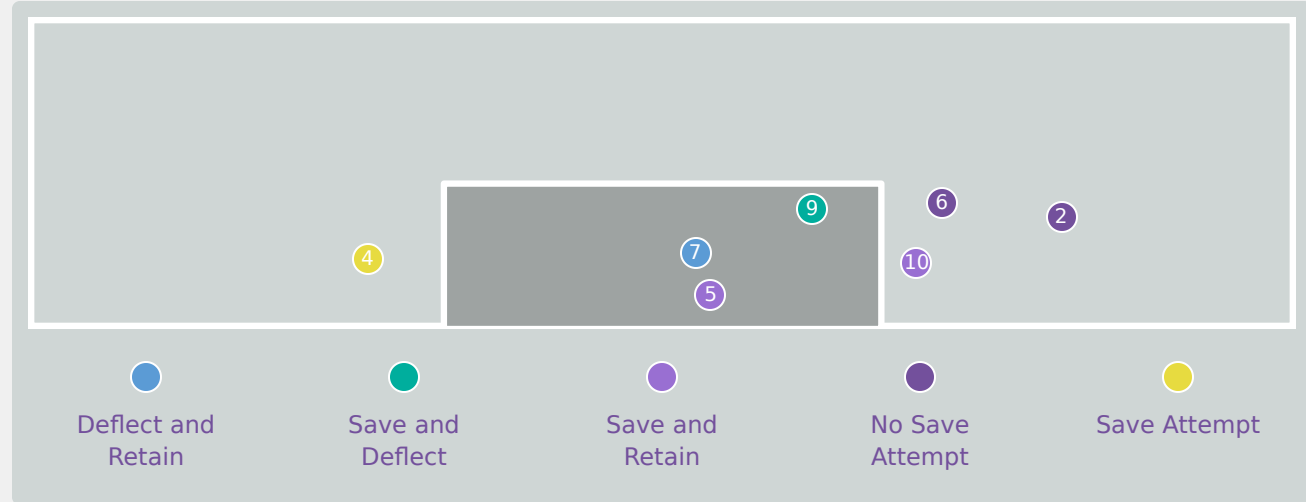 6
9
2
7
4
10
5
Deflect and
Retain
Save and
Deflect
Save and
Retain
No Save
Attempt
Save Attempt